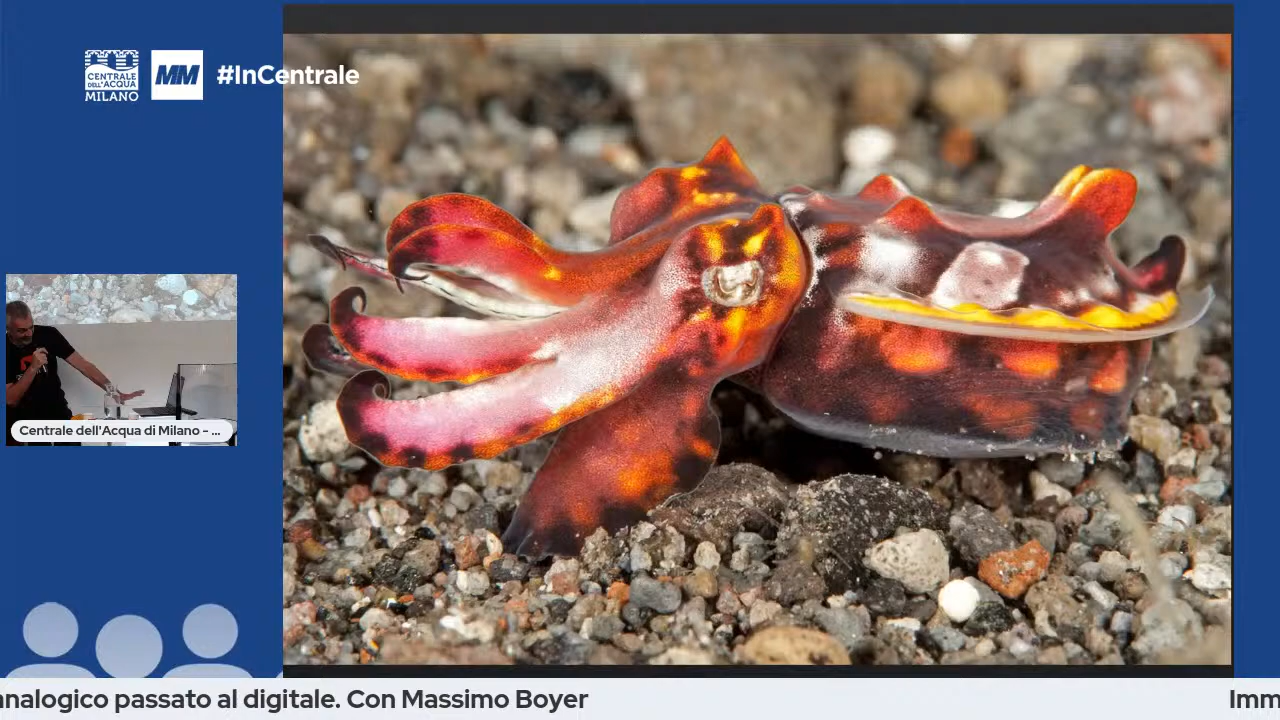 CENTRALE
DELL'ACQUA
MILANO
MM
#InCentrale
Centrale dell'Acqua di Milano - ...
analogico passato al digitale. Con Massimo Boyer
Imm